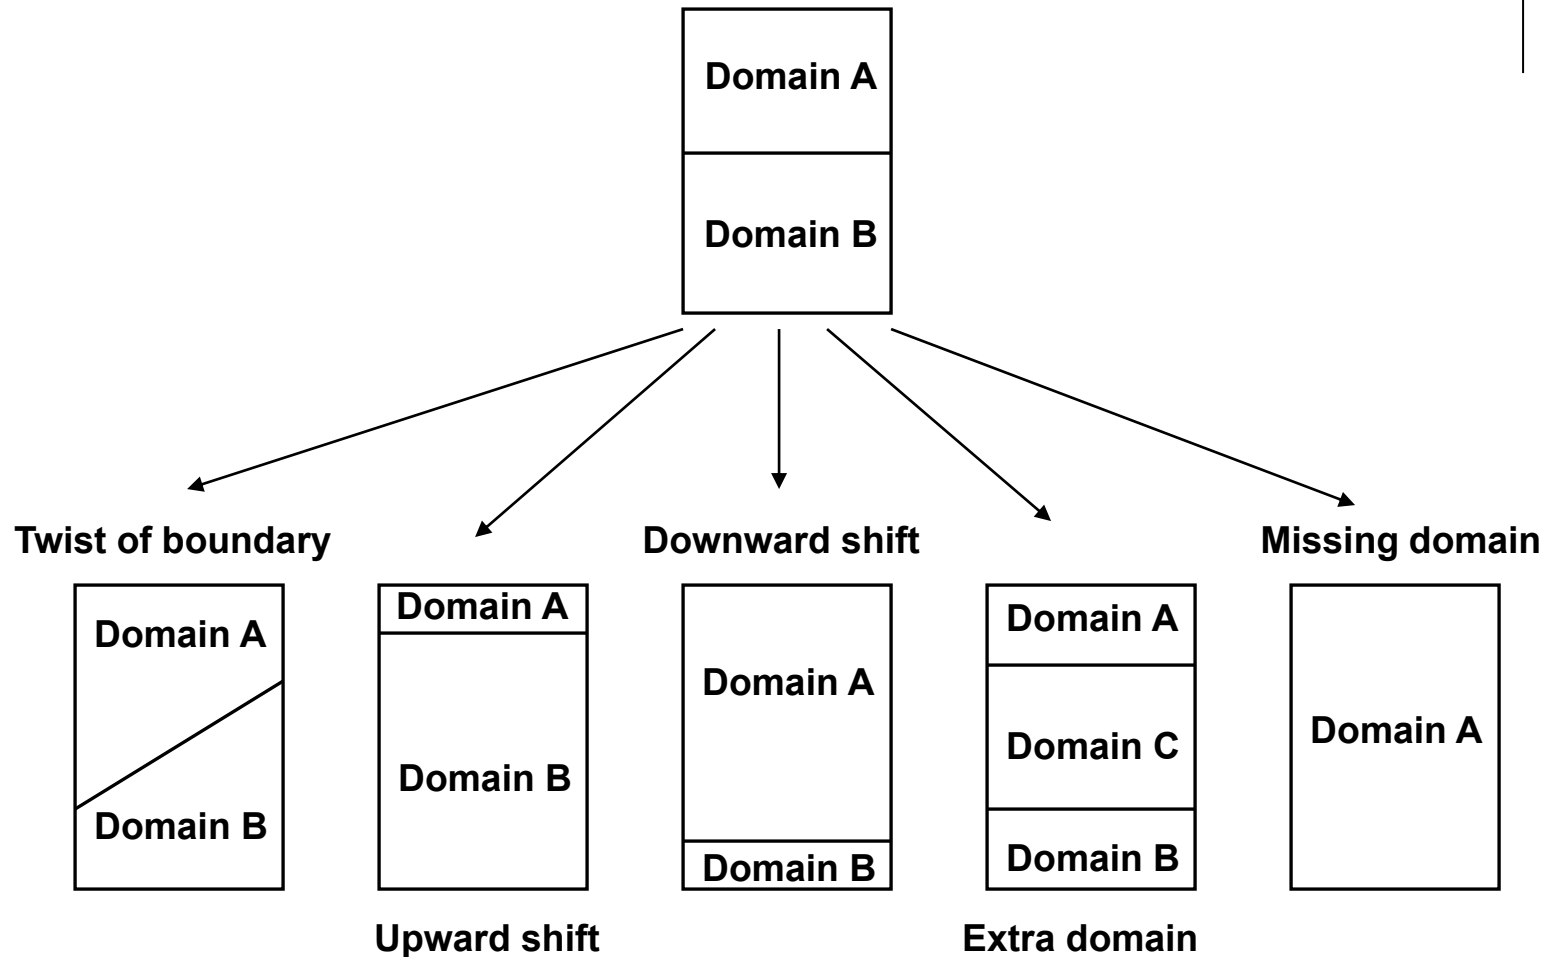 Domain A
Domain B
Twist of boundary
Downward shift
Missing domain
Domain A
Domain B
Domain A
Domain B
Domain A
Domain B
Domain A
Domain C
Domain B
Domain A
Upward shift
Extra domain